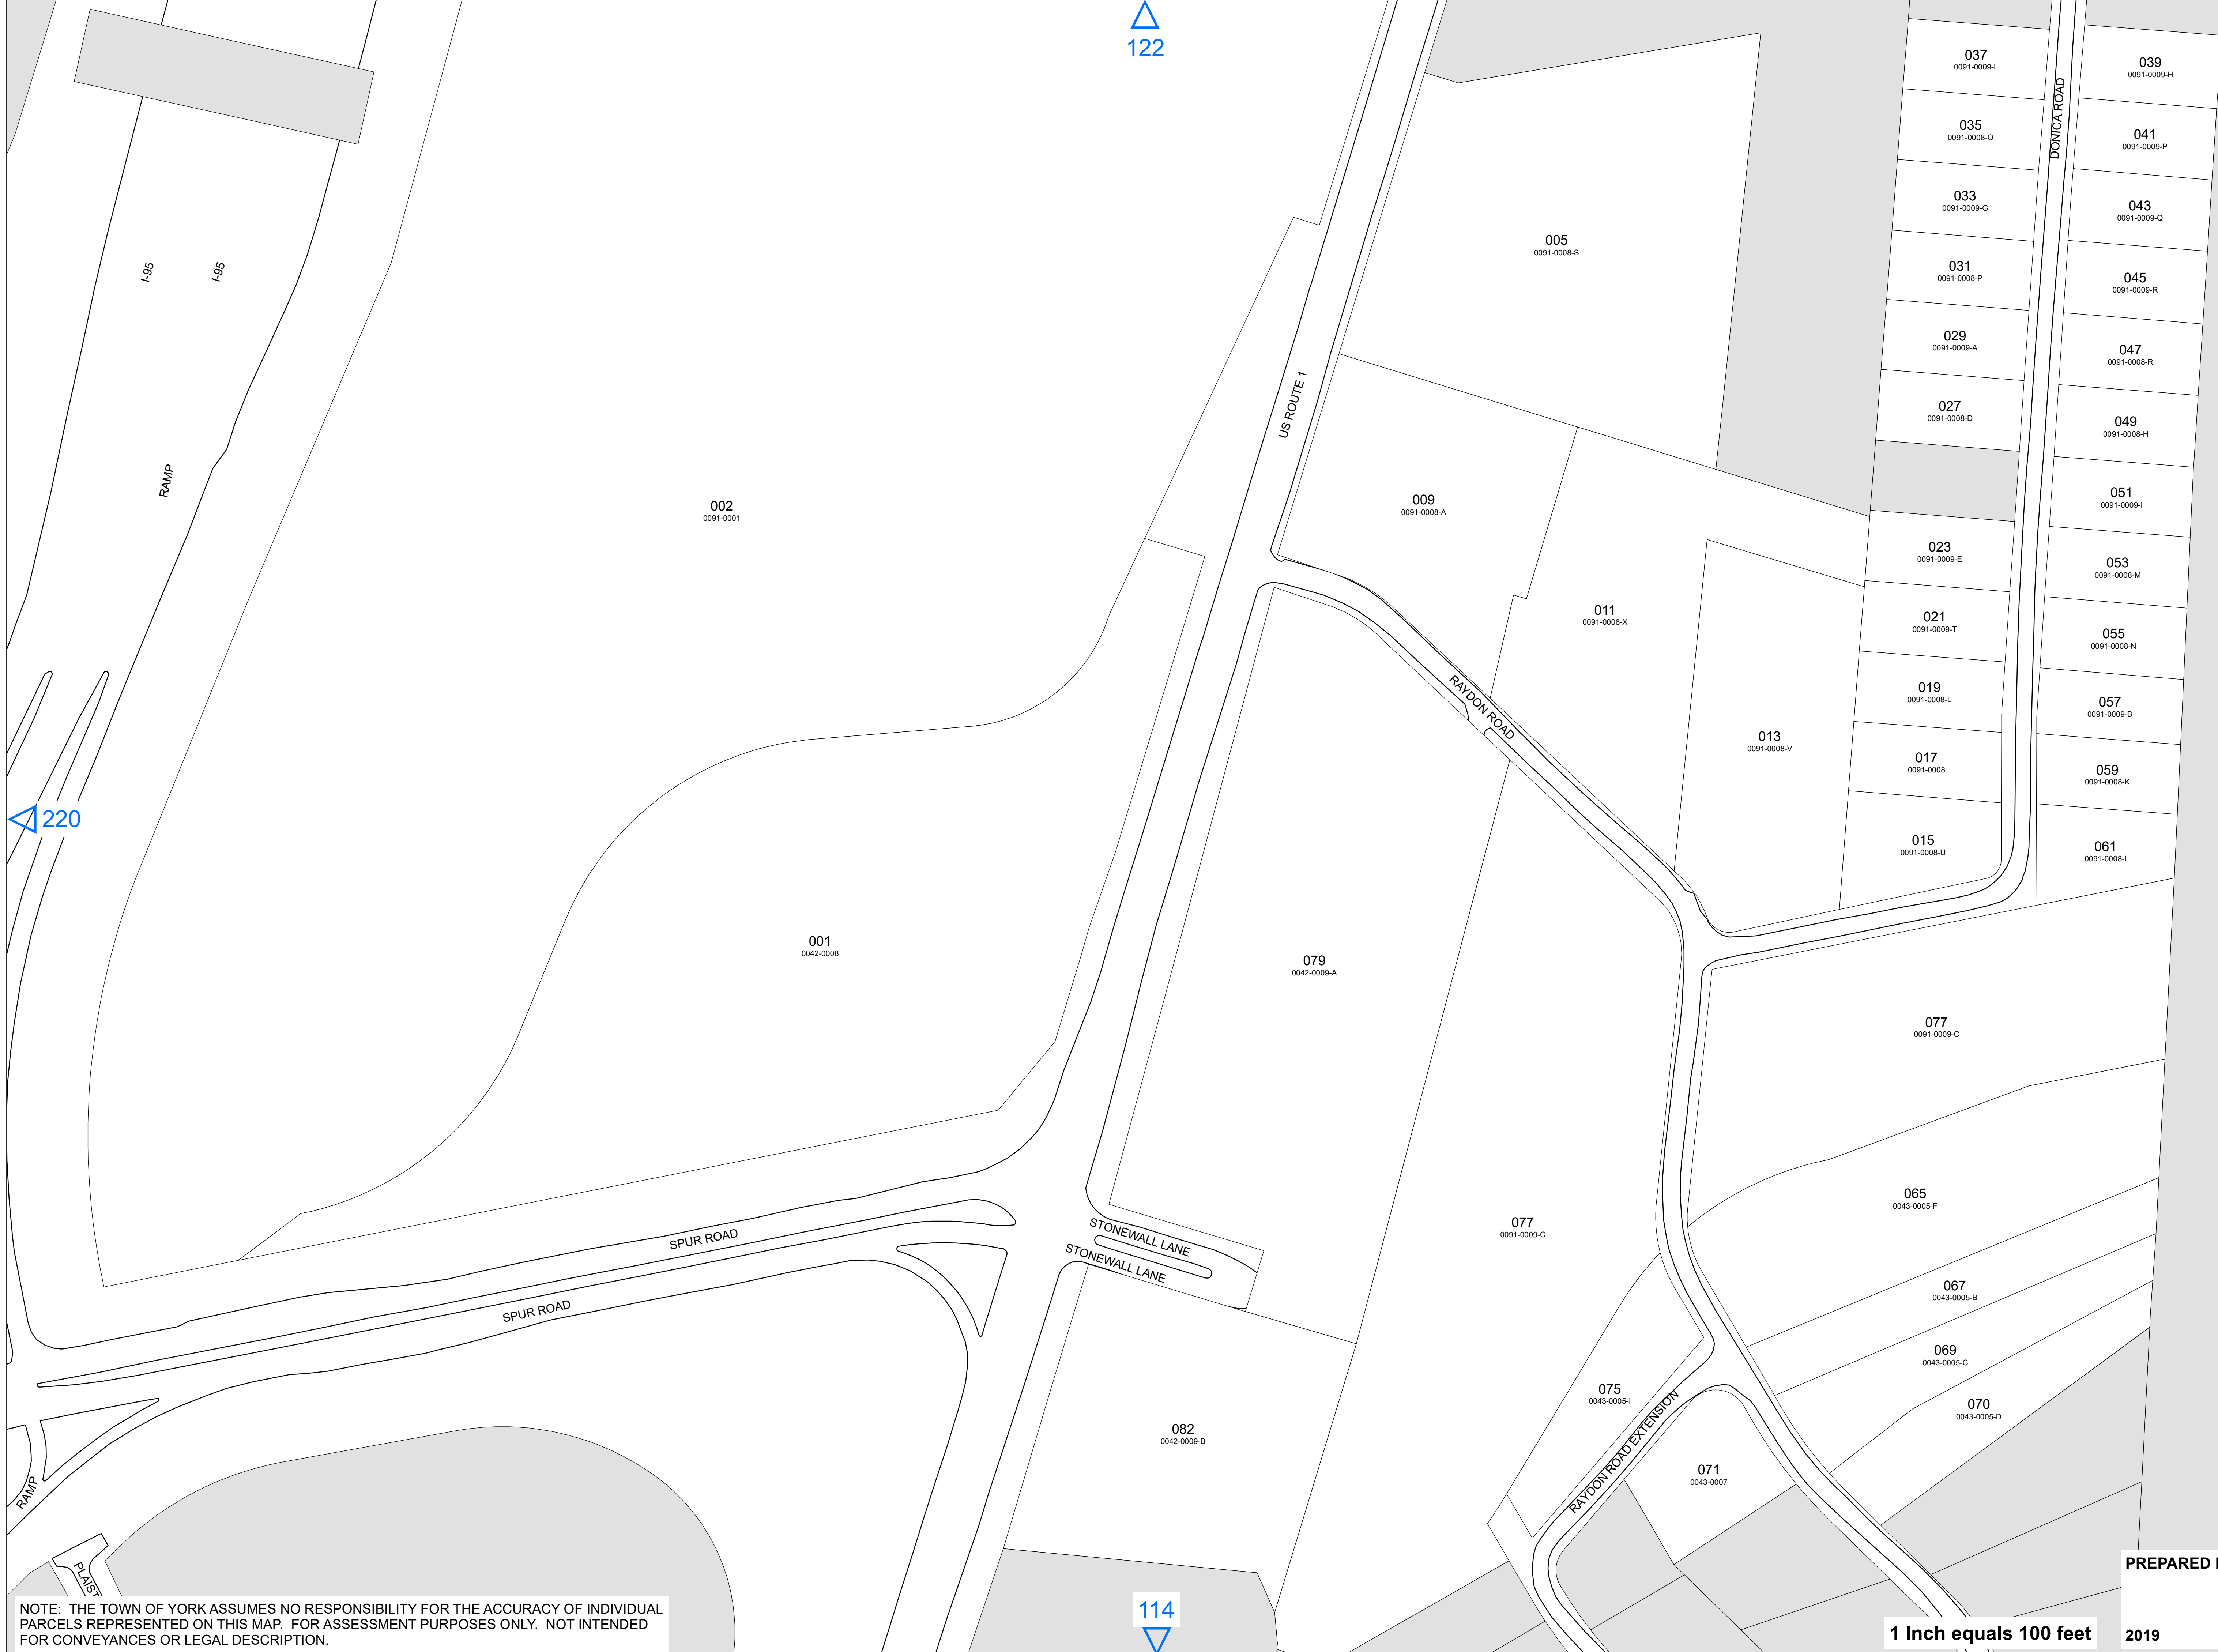 122
037
0091-0009-L
039
0091-0009-H
DONICA ROAD
035
0091-0008-Q
041
0091-0009-P
033
0091-0009-G
043
0091-0009-Q
005
0091-0008-S
I-95
I-95
031
0091-0008-P
045
0091-0009-R
029
0091-0009-A
047
0091-0008-R
US ROUTE 1
027
0091-0008-D
049
0091-0008-H
RAMP
002
0091-0001
009
0091-0008-A
051
0091-0009-I
023
0091-0009-E
053
0091-0008-M
011
0091-0008-X
021
0091-0009-T
055
0091-0008-N
019
0091-0008-L
057
0091-0009-B
RAYDON ROAD
013
0091-0008-V
017
0091-0008
059
0091-0008-K
220
015
0091-0008-U
061
0091-0008-I
001
0042-0008
079
0042-0009-A
077
0091-0009-C
065
0043-0005-F
077
0091-0009-C
STONEWALL LANE
STONEWALL LANE
SPUR ROAD
SPUR ROAD
067
0043-0005-B
069
0043-0005-C
075
0043-0005-I
070
0043-0005-D
082
0042-0009-B
RAYDON ROAD EXTENSION
071
0043-0007
RAMP
PLAIST
PREPARED
NOTE: THE TOWN OF YORK ASSUMES NO RESPONSIBILITY FOR THE ACCURACY OF INDIVIDUAL
PARCELS REPRESENTED ON THIS MAP. FOR ASSESSMENT PURPOSES ONLY. NOT INTENDED
FOR CONVEYANCES OR LEGAL DESCRIPTION.
114
1 Inch equals 100 feet
2019